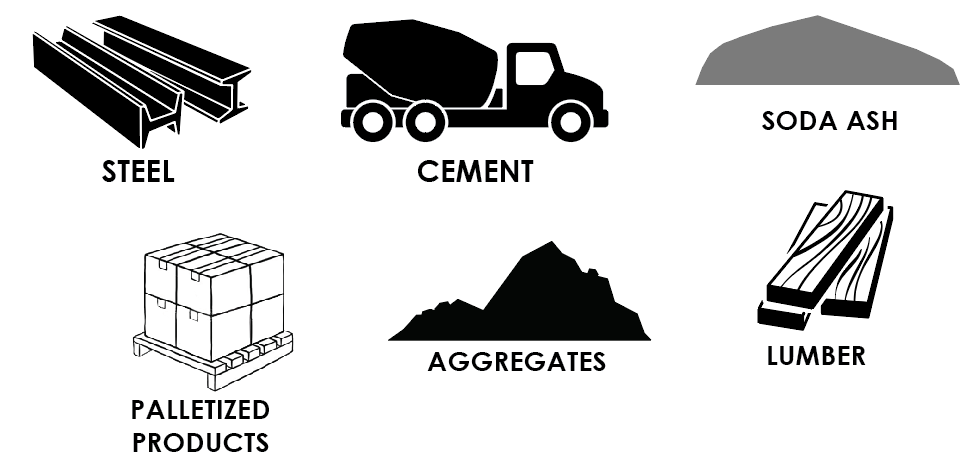 STEEL
CEMENT
SODA ASH
PALLETIZED
PRODUCTS
AGGREGATES
LUMBER